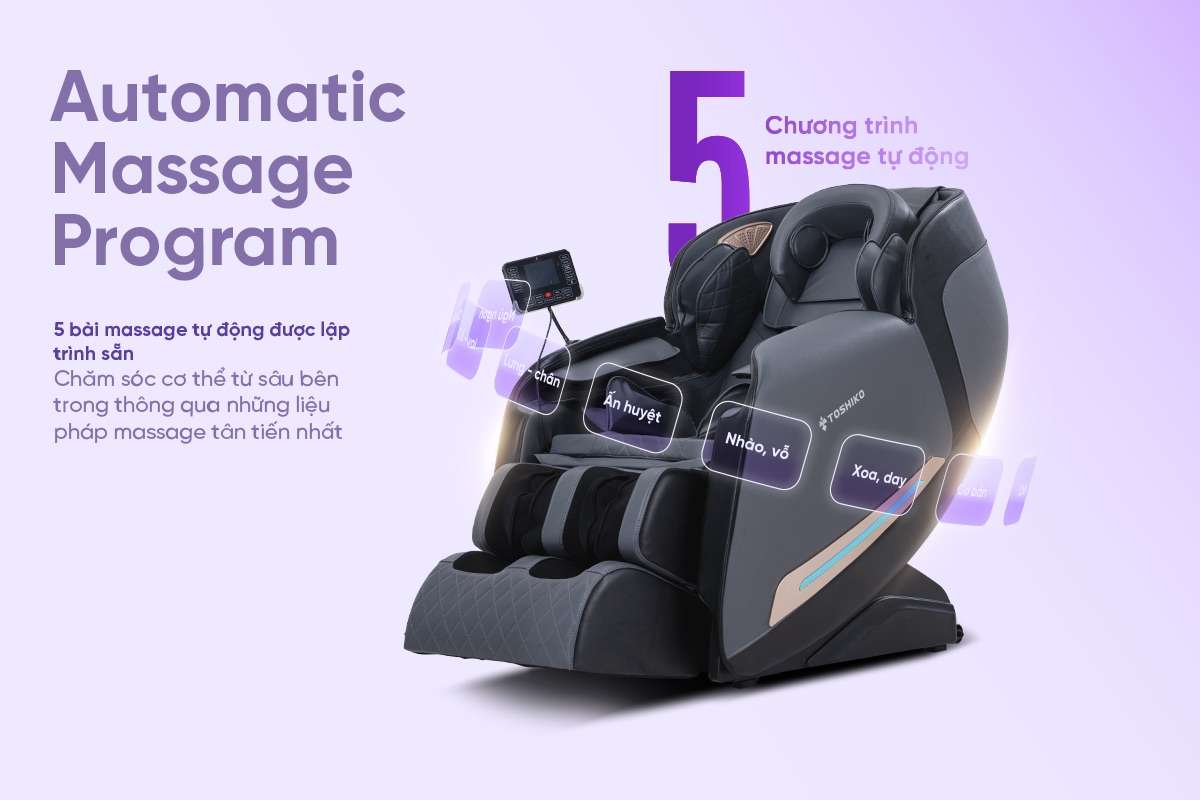 Automatic
Massage
Program
5 bài massage tự động được lập
trình sẵn
Chăm sóc cơ thể từ sâu bên
trong thông qua những liệu
pháp massage tân tiến nhất
5
Chương trình
massage tự động
Lưng - chân
Ấn huyệt
Nhào, vỗ
Xoa, day
TOSHIKO